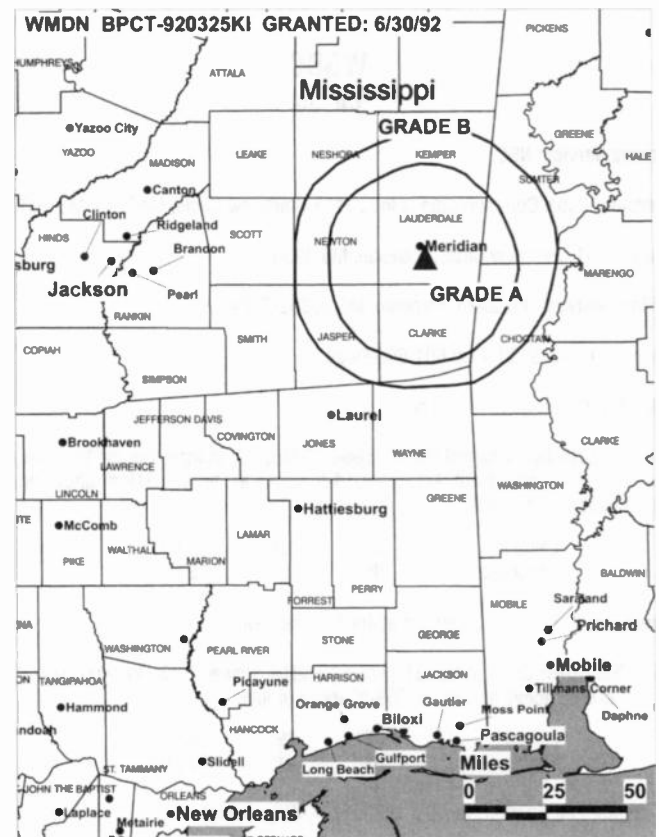 WMDN BPCT-920325KI GRANTED: 6/30/92
PICKENS
HUMPHREYS
ATTALA
Mississippi
GRADE B
GREENE
HALE
Yazoo City
YAZOO
MADISON
LEAKE
NESHOBA
KEMPER
SUMTER
Canton
Clinton
Ridgeland
HINDS
Brandon
SCOTT
NEWTON
LAUDERDALE
Meridian
MARENGO
sburg
Jackson
Pearl
GRADE A
RANKIN
SMITH
JASPER
CLARKE
CHOCTAW
COPIAH
SIMPSON
JEFFERSON DAVIS
Laurel
COVINGTON
JONES
Brookhaven
LAWRENCE
WAYNE
CLARKE
WASHINGTON
LINCOLN
GREENE
Hattiesburg
McComb
LAMAR
PIKE
WALTHALL
MARION
PERRY
BALDWIN
FORREST
MOBILE
Saraland
Prichard
WASHINGTON
PEARL RIVER
STONE
GEORGE
Mobile
TANGIPAHOA
Picayune
HARRISON
JACKSON
Tillmans Corner
Hammond
Orange Grove
Gautier
Moss Point
Daphne
ndoah
HANCOCK
Biloxi
Pascagoula
ST. TAMMANY
Slidell
Gulfport
Long Beach
Miles
JOHN THE BAPTIST
ORLEANS
0 25 50
Laplace
Metairie
New Orleans